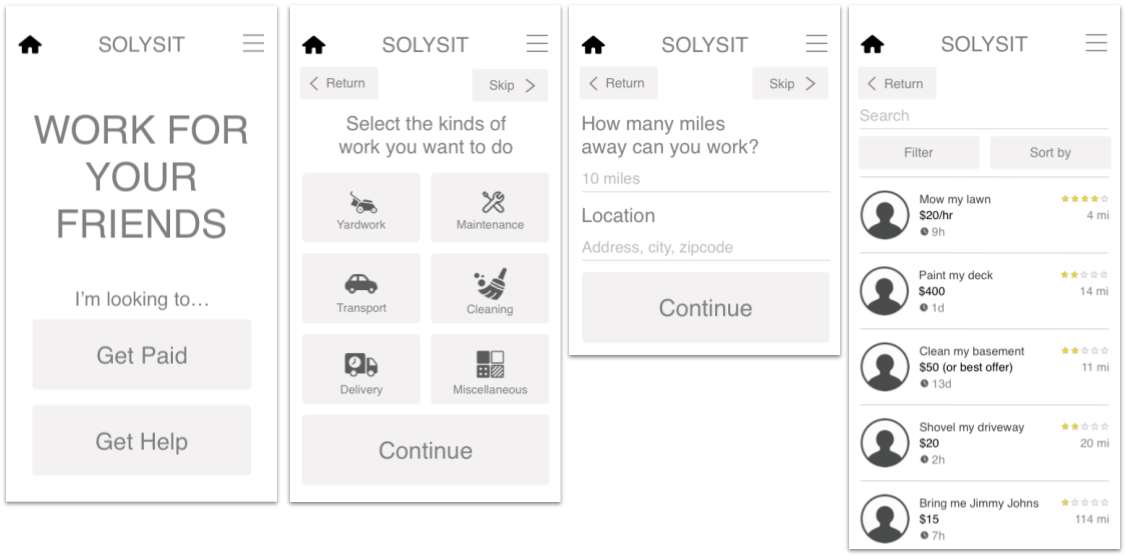 SOLYSIT
WORK FOR
YOUR
FRIENDS
I'm looking to...
Get Paid
Get Help
SOLYSIT
Return
Skip
Select the kinds of
work you want to do
Yardwork
Maintenance
Transport
Cleaning
Delivery
Miscellaneous
Continue
SOLYSIT
Return
Skip
How many miles
away can you work?
10 miles
Location
Address, city, zipcode
Continue
SOLYSIT
Return
Search
Filter
Sort by
Mow my lawn
$20/hr
4 mi
9h
Paint my deck
$400
14 mi
1d
Clean my basement
$50 (or best offer)
11 mi
13d
Shovel my driveway
$20
20 mi
2h
Bring me Jimmy Johns
$15
114 mi
7h